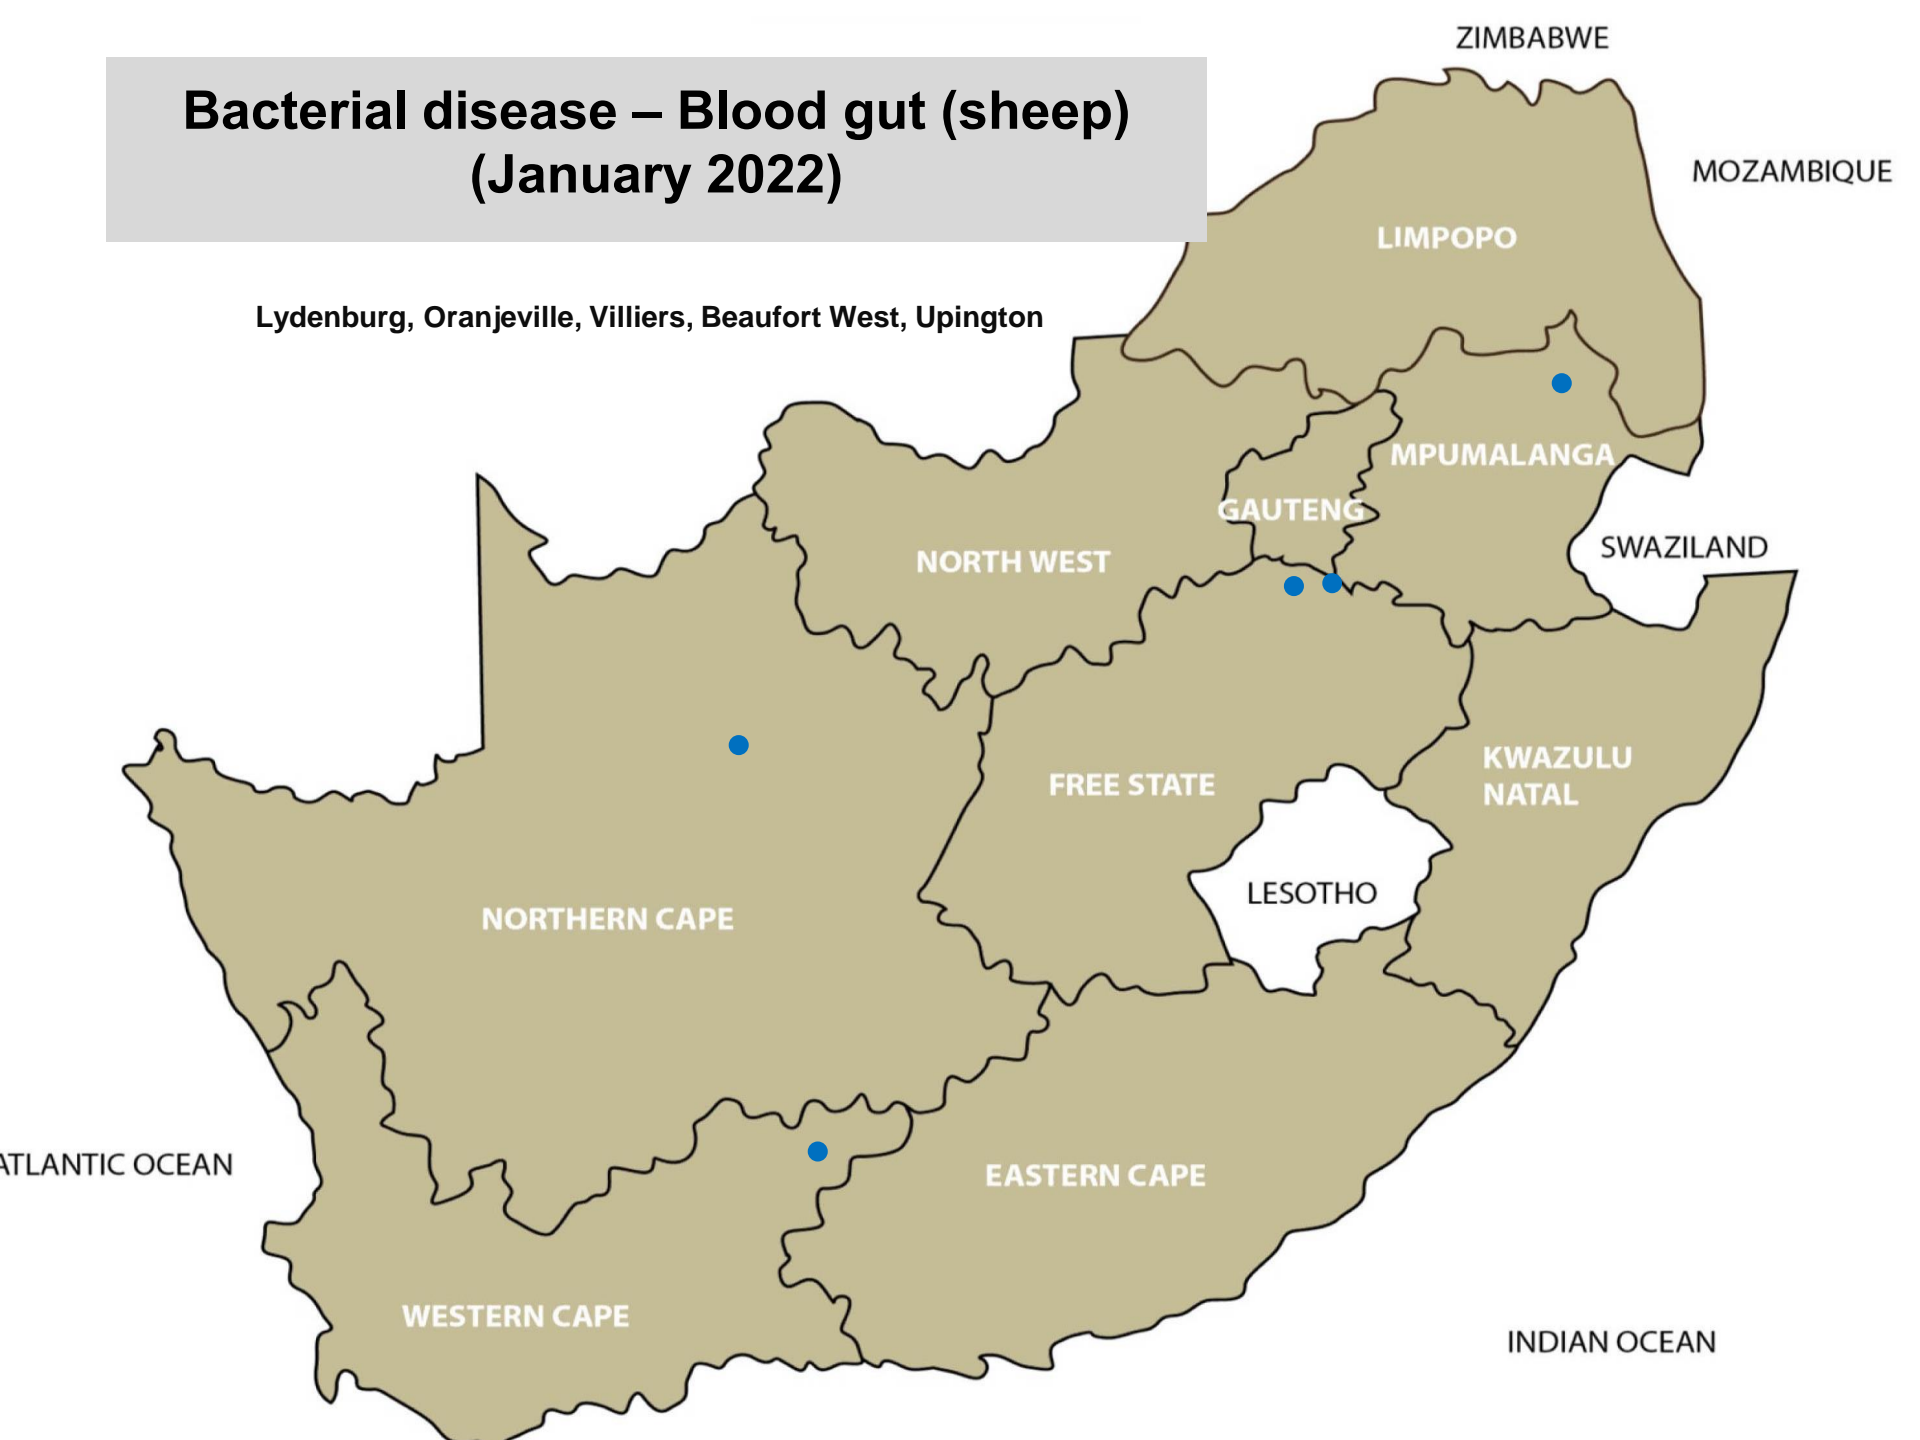 ZIMBABWE
Bacterial disease – Blood gut (sheep)
(January 2022)
MOZAMBIQUE
LIMPOPO
Lydenburg, Oranjeville, Villiers, Beaufort West, Upington
MPUMALANGA
GAUTENG
SWAZILAND
NORTH WEST
KWAZULU
NATAL
FREE STATE
LESOTHO
NORTHERN CAPE
ATLANTIC OCEAN
EASTERN CAPE
WESTERN CAPE
INDIAN OCEAN